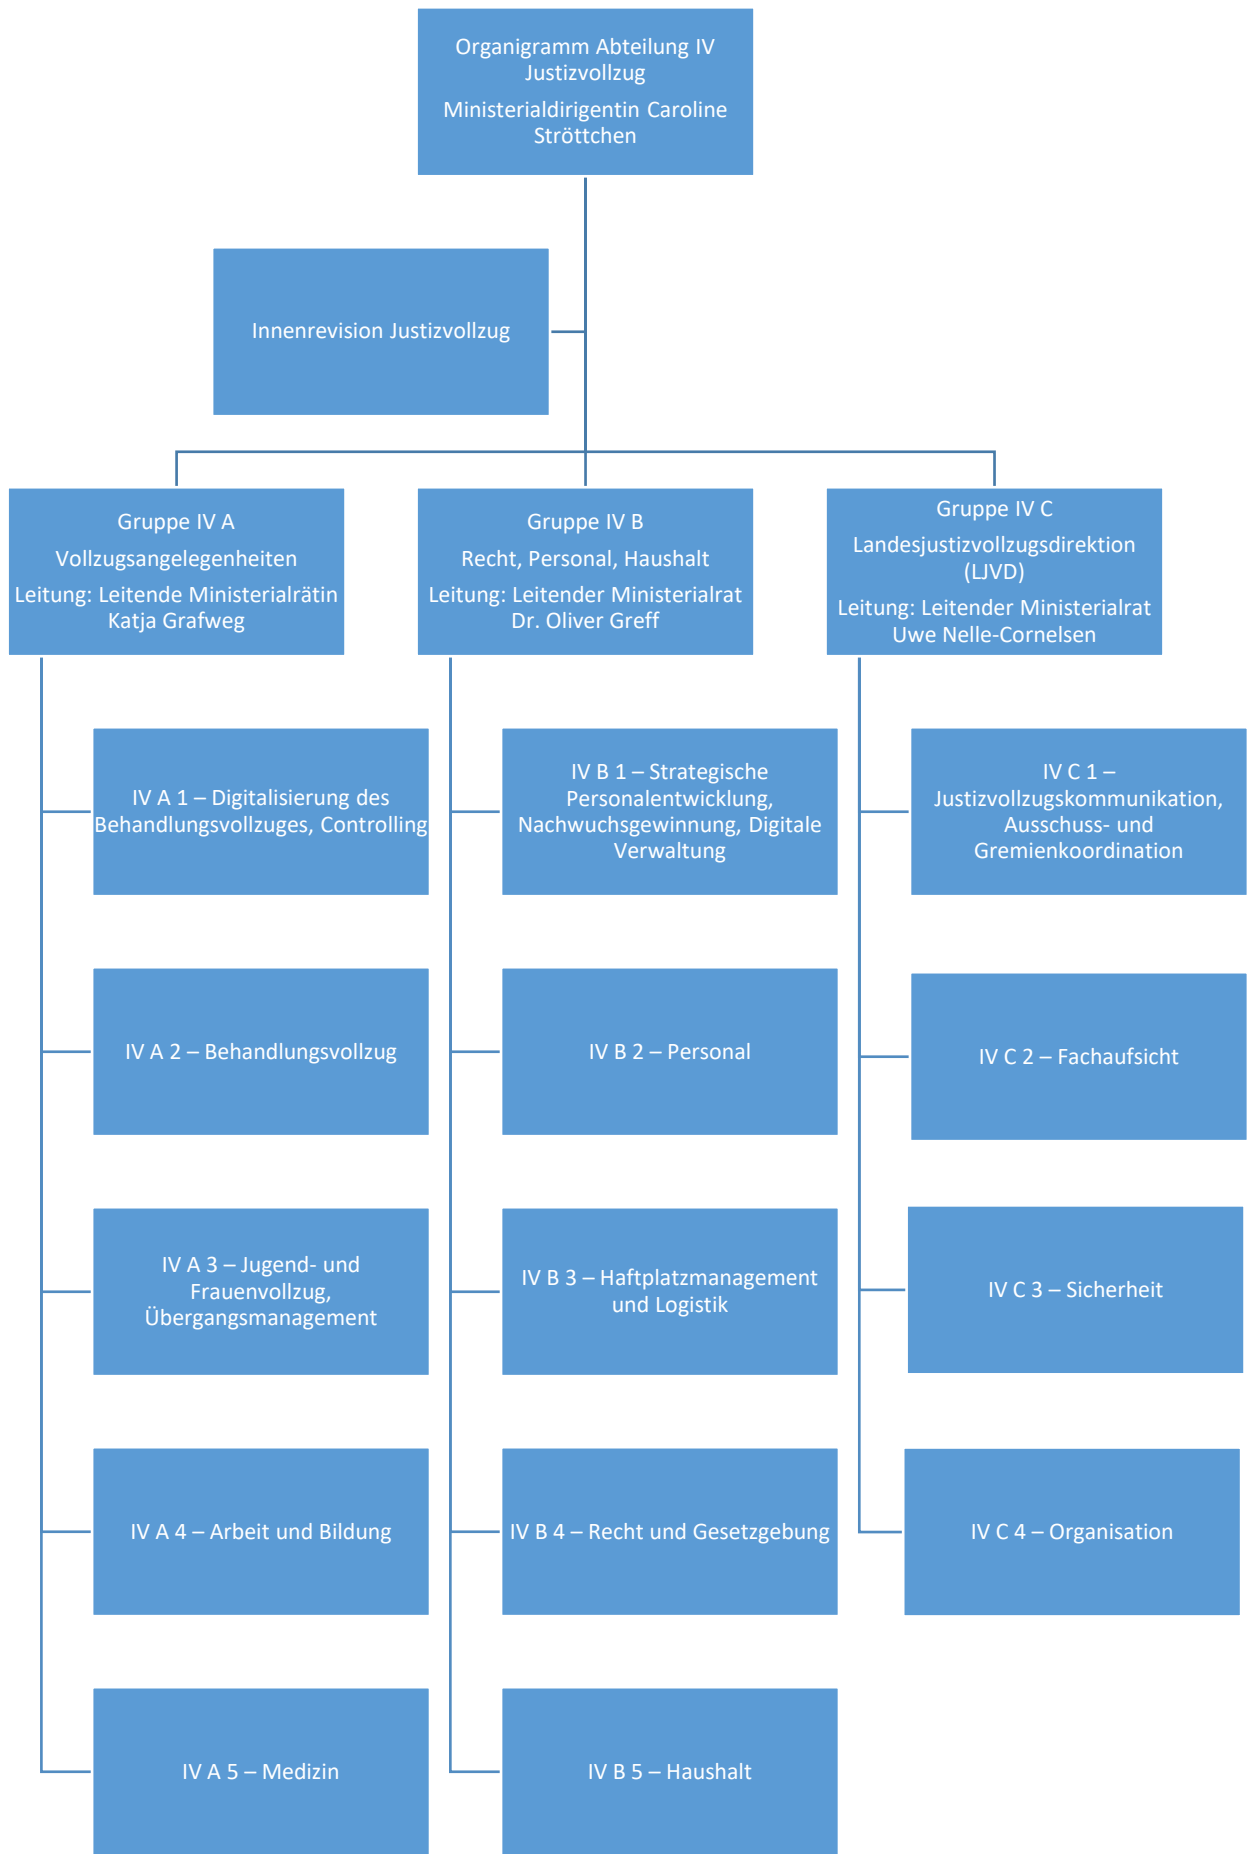 Organigramm Abteilung IV
Justizvollzug
Ministerialdirigentin Caroline
Ströttchen
Innenrevision Justizvollzug
Gruppe IV A
Vollzugsangelegenheiten
Leitung: Leitende Ministerialrätin
Katja Grafweg
Gruppe IV B
Recht, Personal, Haushalt
Leitung: Leitender Ministerialrat
Dr. Oliver Greff
Gruppe IV C
Landesjustizvollzugsdirektion
(LJVD)
Leitung: Leitender Ministerialrat
Uwe Nelle-Cornelsen
IV A 1 – Digitalisierung des
Behandlungsvollzuges, Controlling
IV B 1 – Strategische
Personalentwicklung,
Nachwuchsgewinnung, Digitale
Verwaltung
IV C 1 –
Justizvollzugskommunikation,
Ausschuss- und
Gremienkoordination
IV A 2 – Behandlungsvollzug
IV B 2 – Personal
IV C 2 – Fachaufsicht
IV A 3 – Jugend- und
Frauenvollzug,
Übergangsmanagement
IV B 3 – Haftplatzmanagement
und Logistik
IV C 3 – Sicherheit
IV A 4 – Arbeit und Bildung
IV B 4 – Recht und Gesetzgebung
IV C 4 – Organisation
IV A 5 – Medizin
IV B 5 – Haushalt